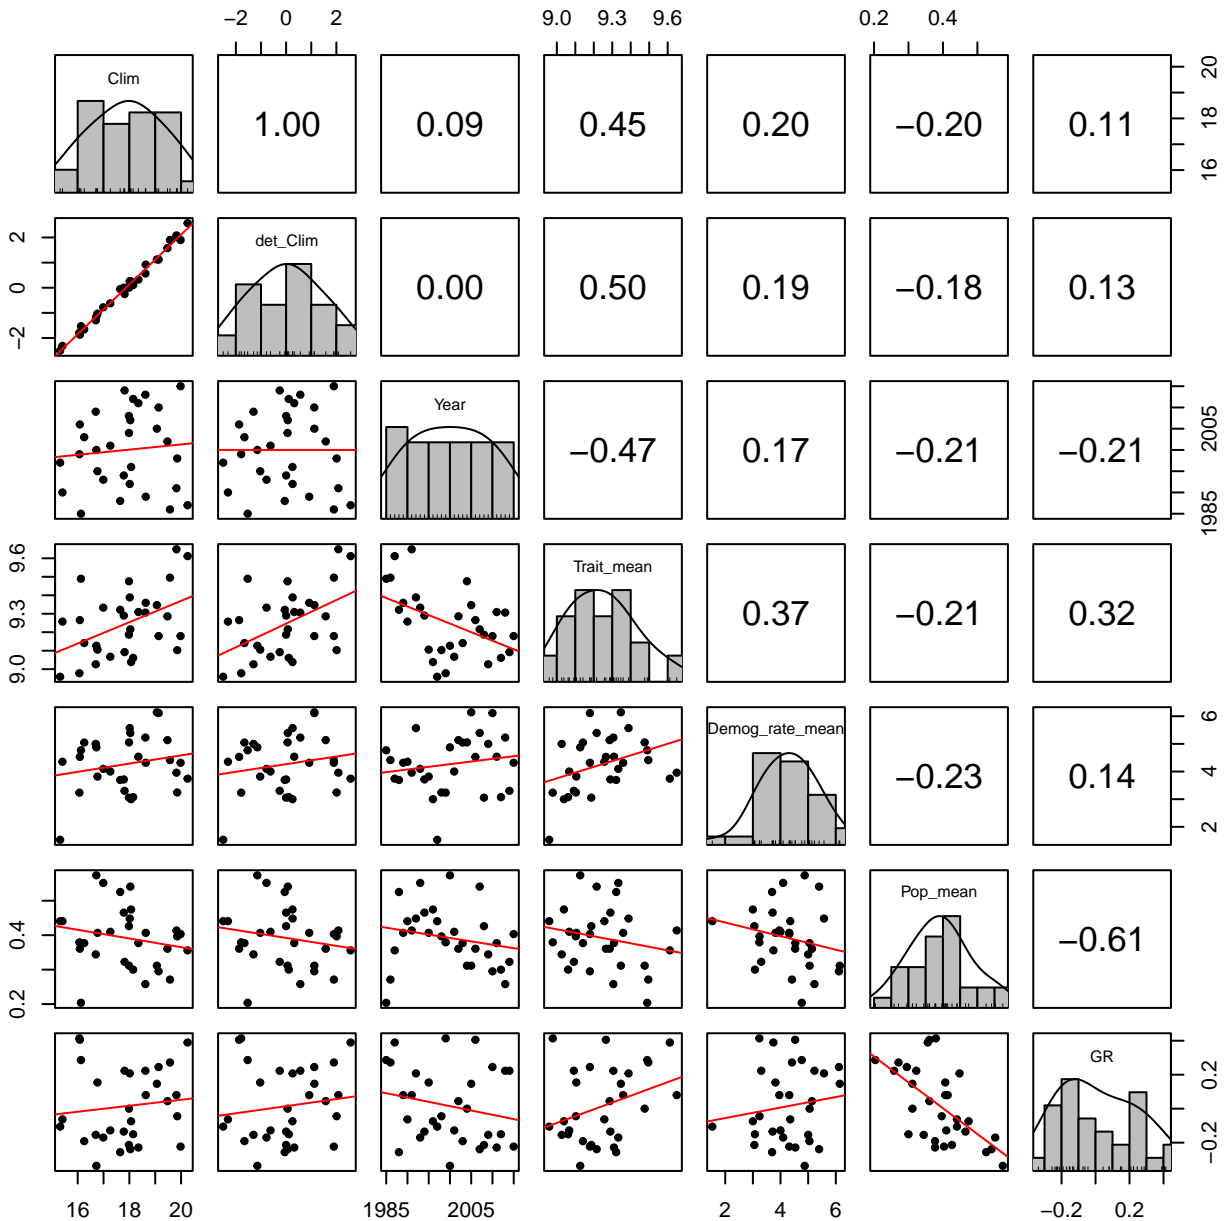 −2 0 2 9.0 9.3 9.6 0.2 0.4
Clim 1.00 0.09 0.45 0.20 −0.20 0.11 16 18 20
−2 0 2 det_Clim 0.00 0.50 0.19 −0.18 0.13
Year −0.47 0.17 −0.21 −0.21 1985 2005
9.0 9.3 9.6 Trait_mean 0.37 −0.21 0.32
Demog_rate_mean −0.23 0.14 2 4 6
0.2 0.4 Pop_mean −0.61
GR −0.2 0.2
16 18 20 1985 2005 2 4 6 −0.2 0.2